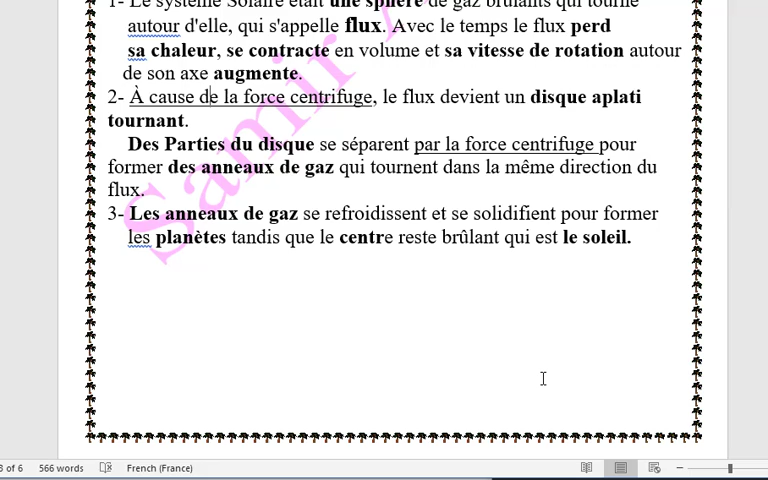 1- Le système Solaire était une sphère de gaz brûlants qui tourne
autour d'elle, qui s'appelle flux. Avec le temps le flux perd
sa chaleur, se contracte en volume et sa vitesse de rotation autour
de son axe augmente.
2- À cause de la force centrifuge, le flux devient un disque aplati
tournant.
Des Parties du disque se séparent par la force centrifuge pour
former des anneaux de gaz qui tournent dans la même direction du
flux.
3- Les anneaux de gaz se refroidissent et se solidifient pour former
les planètes tandis que le centre reste brûlant qui est le soleil.
Samir
3 of 6
566 words
French (France)